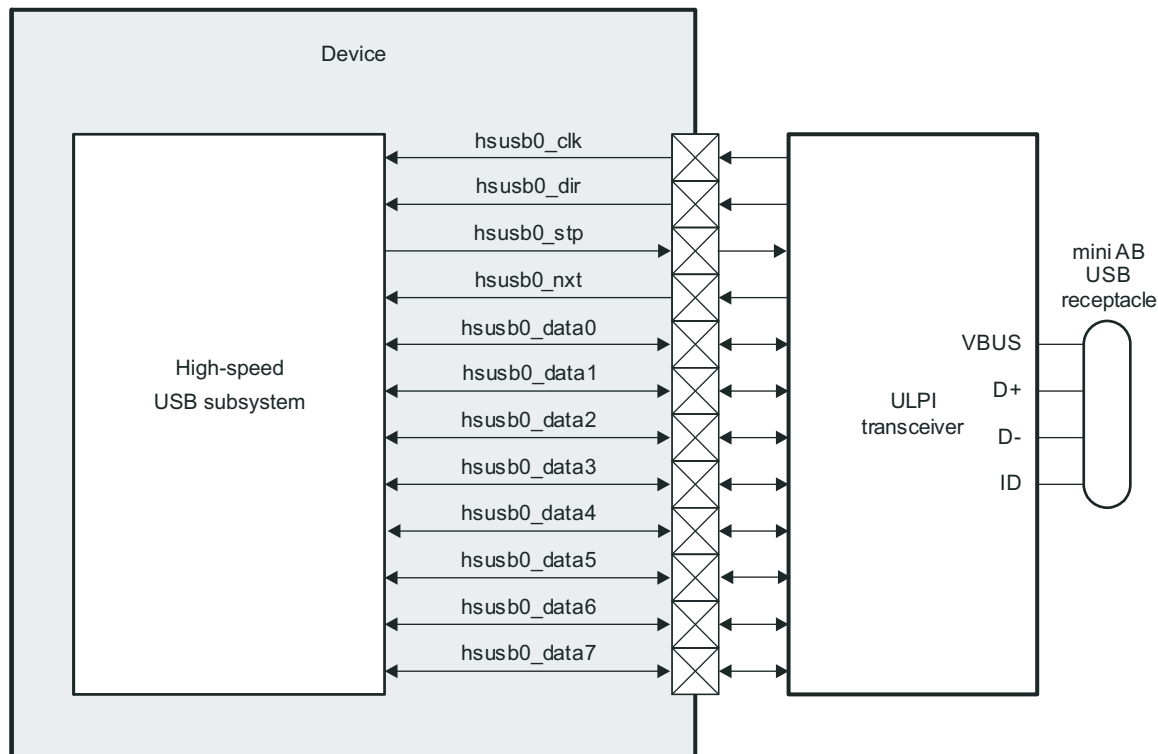 Device
hsusb0_clk
hsusb0_dir
hsusb0_stp
hsusb0_nxt
hsusb0_data0
hsusb0_data1
hsusb0_data2
hsusb0_data3
hsusb0_data4
hsusb0_data5
hsusb0_data6
hsusb0_data7
High-speed
USB subsystem
ULPI
transceiver
VBUS
D+
D-
ID
mini AB
USB
receptacle